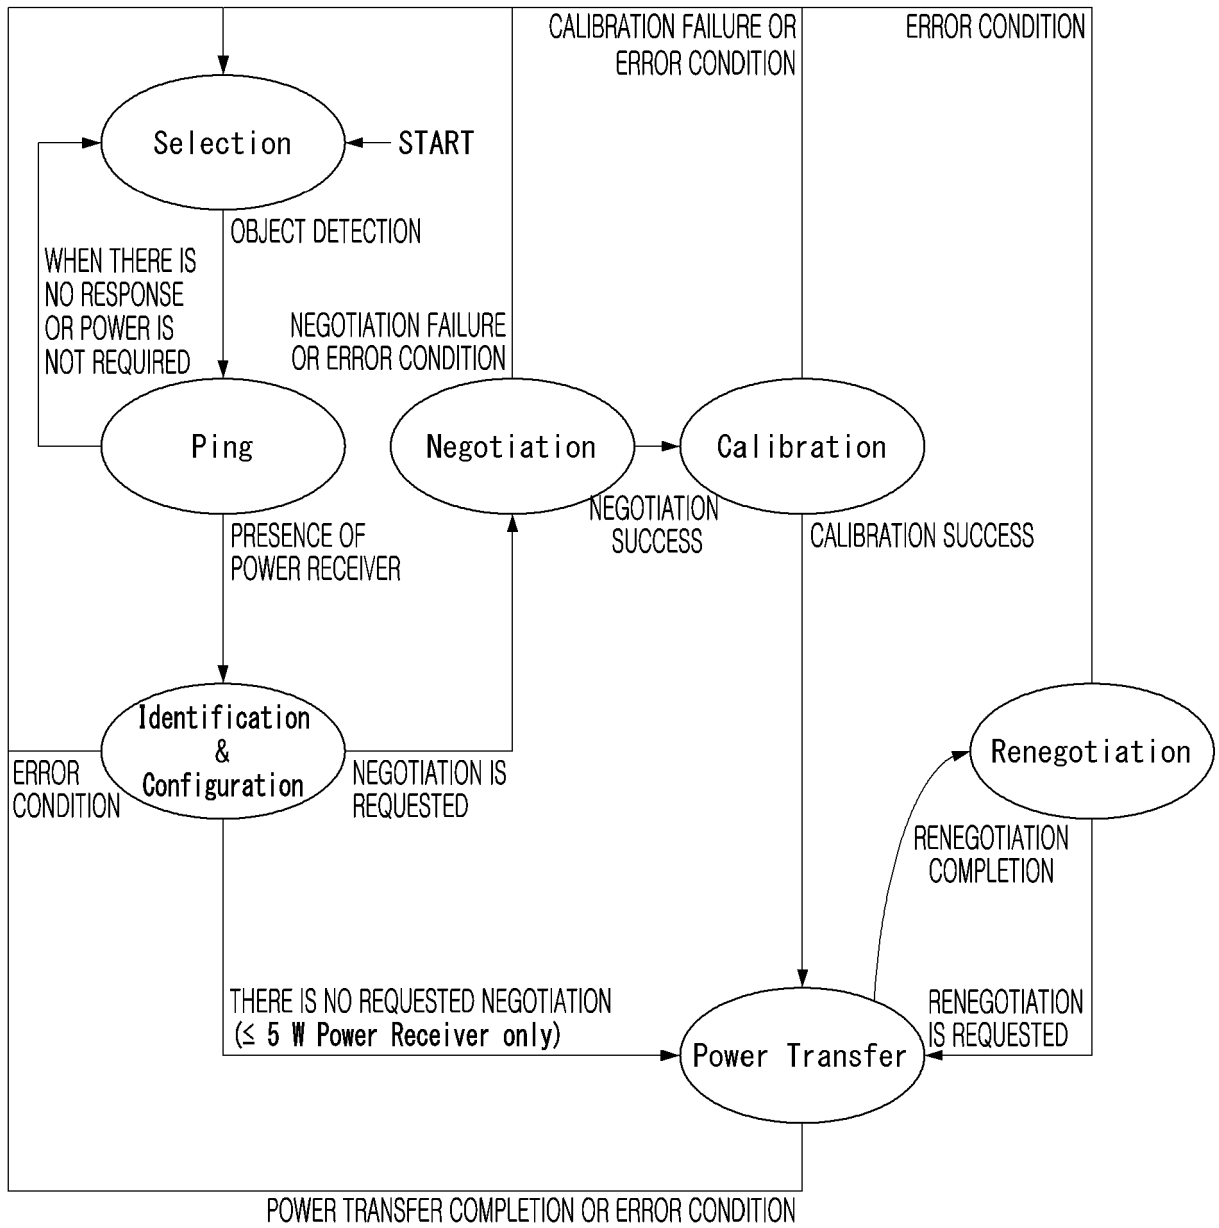 CALIBRATION FAILURE OR
ERROR CONDITION
ERROR CONDITION
Selection
START
OBJECT DETECTION
WHEN THERE IS
NO RESPONSE
OR POWER IS
NOT REQUIRED
NEGOTIATION FAILURE
OR ERROR CONDITION
Ping
Negotiation
Calibration
NEGOTIATION
SUCCESS
PRESENCE OF
POWER RECEIVER
CALIBRATION SUCCESS
Identification
&
Configuration
ERROR
CONDITION
NEGOTIATION IS
REQUESTED
Renegotiation
RENEGOTIATION
COMPLETION
THERE IS NO REQUESTED NEGOTIATION
(≤ 5 W Power Receiver only)
RENEGOTIATION
IS REQUESTED
Power Transfer
POWER TRANSFER COMPLETION OR ERROR CONDITION